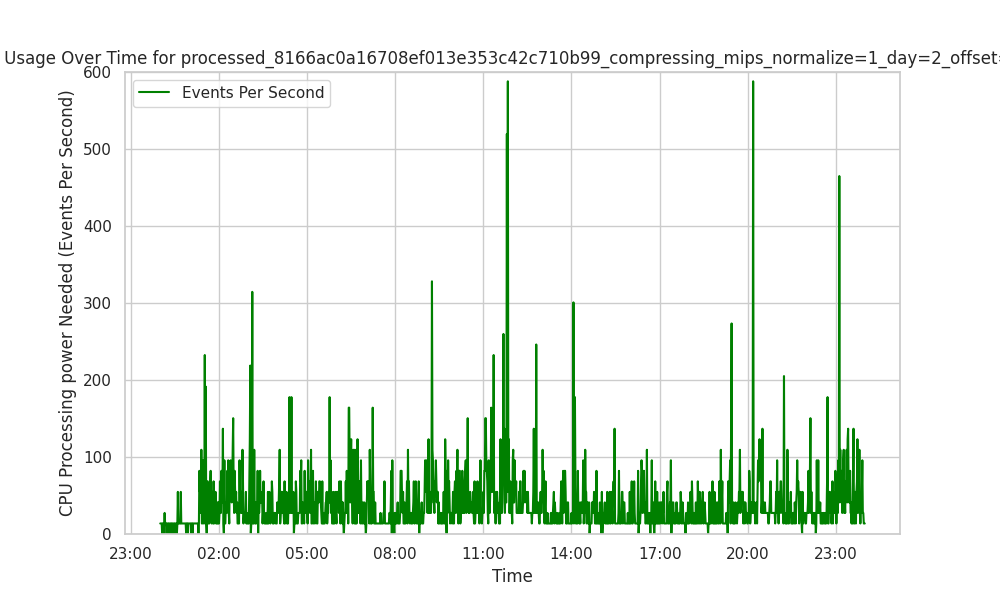 Usage Over Time for processed_8166ac0a16708ef013e353c42c710b99_compressing_mips_normalize=1_day=2_offset=
Events Per Second
CPU Processing power Needed (Events Per Second)
600
500
400
300
200
100
0
23:00 02:00 05:00 08:00 11:00 14:00 17:00 20:00 23:00
Time